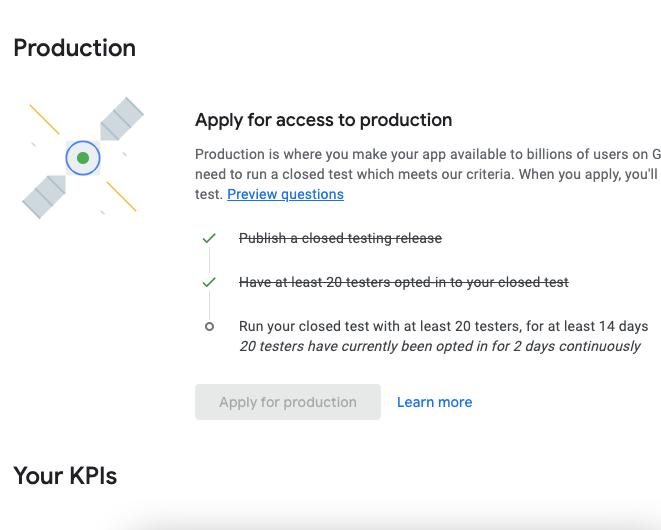 Production
Apply for access to production
Production is where you make your app available to billions of users on G
need to run a closed test which meets our criteria. When you apply, you'll
test. Preview questions
Publish a closed testing release
Have at least 20 testers opted in to your closed test
Run your closed test with at least 20 testers, for at least 14 days
20 testers have currently been opted in for 2 days continuously
Apply for production Learn more
Your KPIs